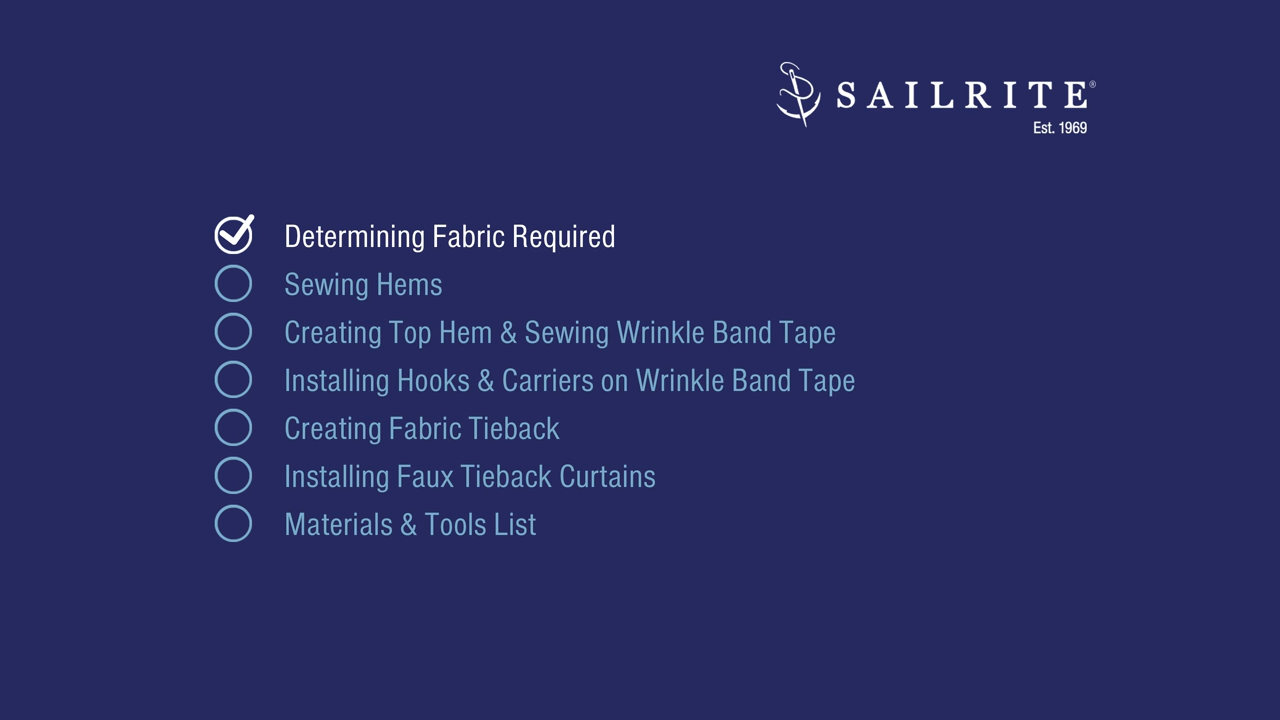 SAILRITE®
Est. 1969
Determining Fabric Required
Sewing Hems
Creating Top Hem & Sewing Wrinkle Band Tape
Installing Hooks & Carriers on Wrinkle Band Tape
Creating Fabric Tieback
Installing Faux Tieback Curtains
Materials & Tools List